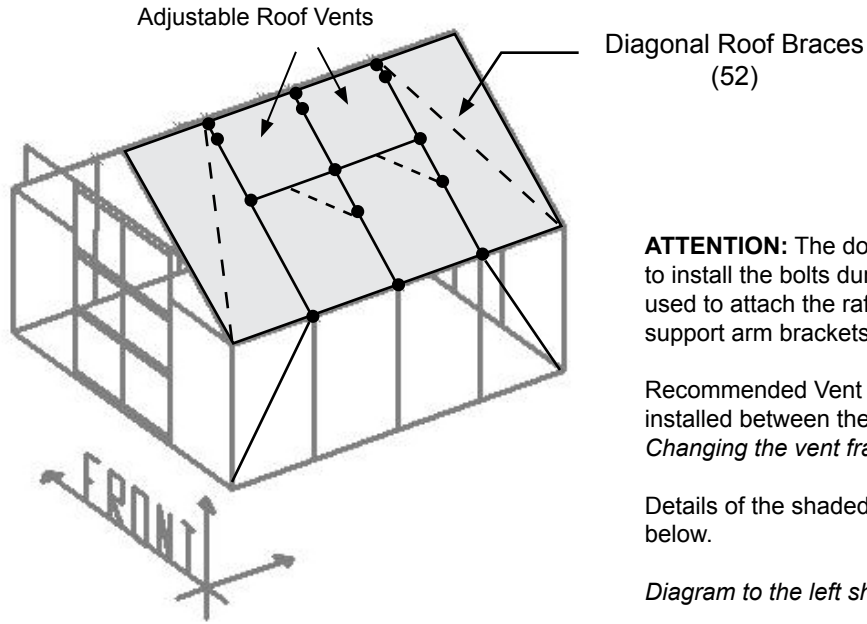 Adjustable Roof Vents
Diagonal Roof Braces
(52)
ATTENTION: The do
to install the bolts dur
used to attach the raf
support arm brackets
Recommended Vent
installed between the
Changing the vent fra
Details of the shaded
below.
Diagram to the left sh
FRONT